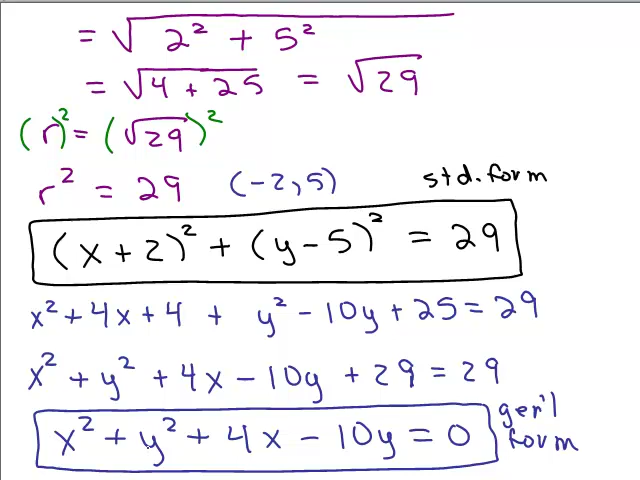 = √2² + 5²
= √4 + 25 = √29
(r)² = (√29)²
r² = 29 (-2,5)
std. form
(x + 2)² + (y - 5)² = 29
x² + 4x + 4 + y² - 10y + 25 = 29
x² + y² + 4x - 10y + 29 = 29
x² + y² + 4x - 10y = 0
gen'l
form